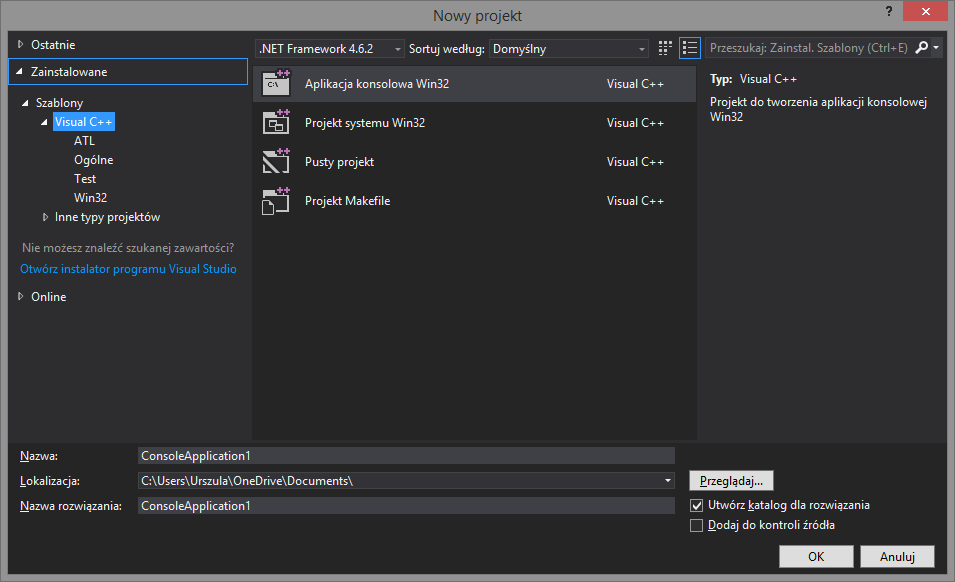 Nowy projekt
?
Ostatnie
Zainstalowane
Szablony
Visual C++
ATL
Ogólne
Test
Win32
Inne typy projektów
Nie możesz znaleźć szukanej zawartości?
Otwórz instalator programu Visual Studio
Online
.NET Framework 4.6.2
Sortuj według:
Domyślny
Przeszukaj: Zainstal. Szablony (Ctrl+E)
Aplikacja konsolowa Win32
Visual C++
Projekt systemu Win32
Visual C++
Pusty projekt
Visual C++
Projekt Makefile
Visual C++
Typ: Visual C++
Projekt do tworzenia aplikacji konsolowej
Win32
Nazwa:
ConsoleApplication1
Lokalizacja:
C:\Users\Urszula\OneDrive\Documents\
Przeglądaj...
Nazwa rozwiązania:
ConsoleApplication1
Utwórz katalog dla rozwiązania
Dodaj do kontroli źródła
OK
Anuluj